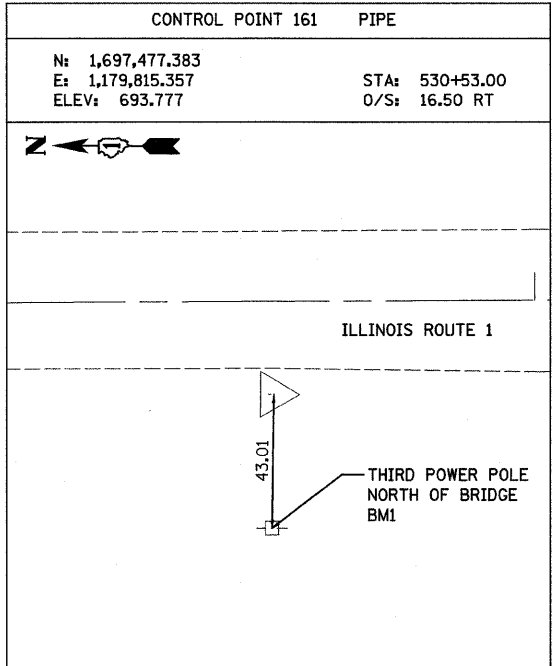 CONTROL POINT 161 PIPE
N: 1,697,477.383
E: 1,179,815.357 STA: 530+53.00
ELEV: 693.777 O/S: 16.50 RT
N
ILLINOIS ROUTE 1
43.01
THIRD POWER POLE
NORTH OF BRIDGE
BM1